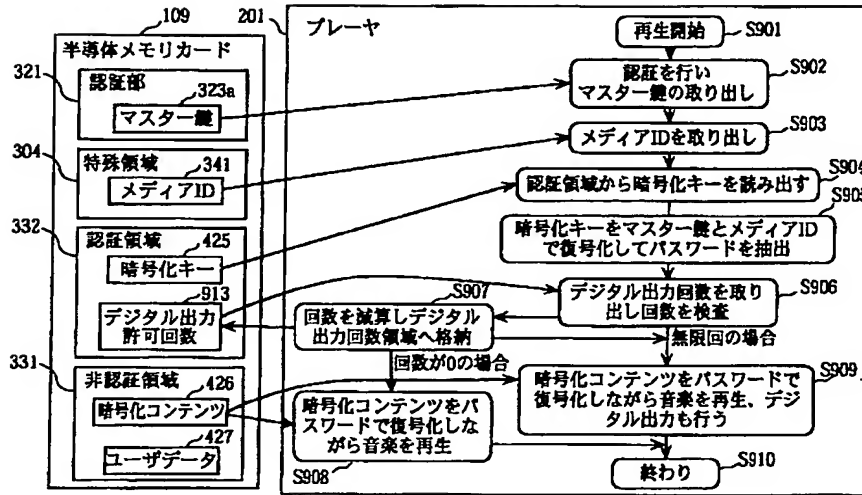 109
半導体メモリカード
321
認証部
323a
マスター鍵
304
特殊領域
341
メディアID
332
認証領域
425
暗号化キー
913
デジタル出力
許可回数
331
非認証領域
426
暗号化コンテンツ
427
ユーザデータ
201
プレーヤ
再生開始
S901
認証を行い
マスター鍵の取り出し
S902
メディアIDを取り出し
S903
認証領域から暗号化キーを読み出す
S904
暗号化キーをマスター鍵とメディアID
で復号化してパスワードを抽出
S905
デジタル出力回数を取り
出し回数を検査
S906
S907
回数を減算しデジタル
出力回数領域へ格納
無限回の場合
回数が0の場合
暗号化コンテンツをパ
スワードで復号化しな
がら音楽を再生
S908
暗号化コンテンツをパスワードで
復号化しながら音楽を再生、デジ
タル出力も行う
S909
終わり
S910